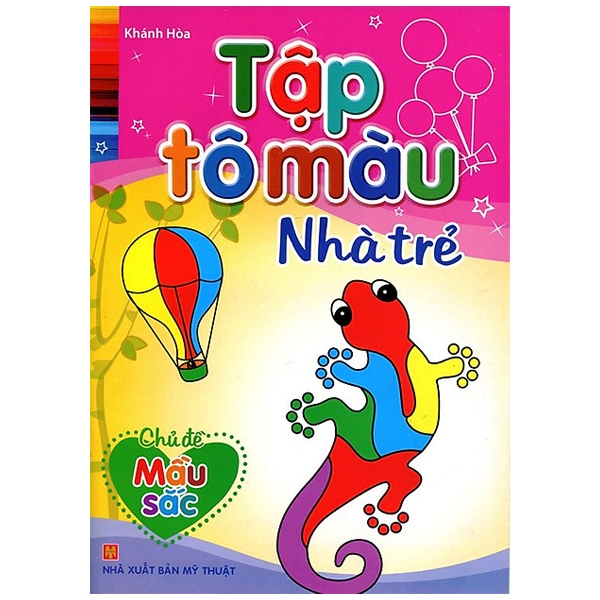 Khánh Hòa
Tập
tô màu
Nhà trẻ
Chủ đề
Mầu
sắc
NHÀ XUẤT BẢN MỸ THUẬT